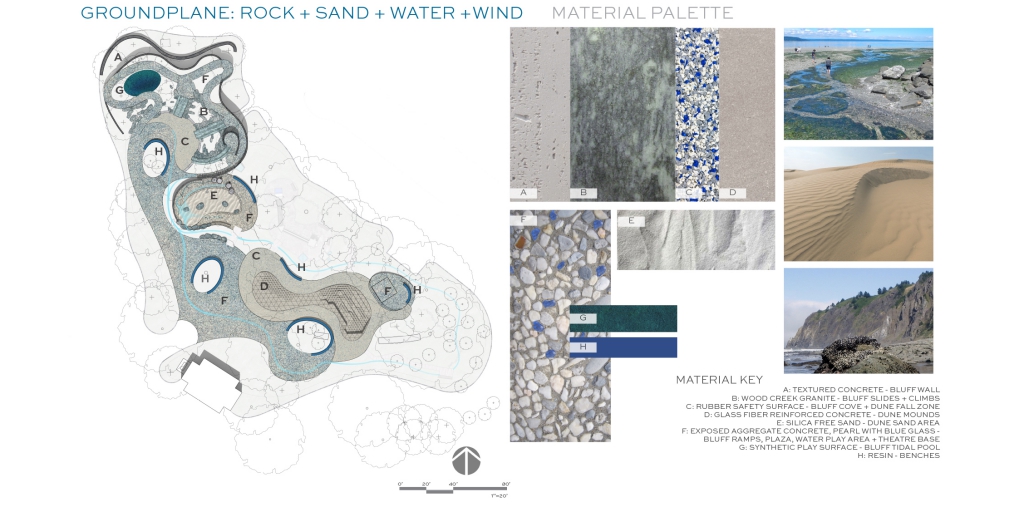 GROUNDPLANE: ROCK + SAND + WATER +WIND MATERIAL PALETTE
A
F
G
B
C
H
H
E
F
C
H
D
H
F
H
F
H
A
B
C
D
F
E
G
H
MATERIAL KEY
A: TEXTURED CONCRETE - BLUFF WALL
B: WOOD CREEK GRANITE - BLUFF SLIDES + CLIMBS
C: RUBBER SAFETY SURFACE - BLUFF COVE + DUNE FALL ZONE
D: GLASS FIBER REINFORCED CONCRETE - DUNE MOUNDS
E: SILICA FREE SAND - DUNE SAND AREA
F: EXPOSED AGGREGATE CONCRETE, PEARL WITH BLUE GLASS -
BLUFF RAMPS, PLAZA, WATER PLAY AREA + THEATRE BASE
G: SYNTHETIC PLAY SURFACE - BLUFF TIDAL POOL
H: RESIN - BENCHES
0' 20' 40' 80'
1"=20'